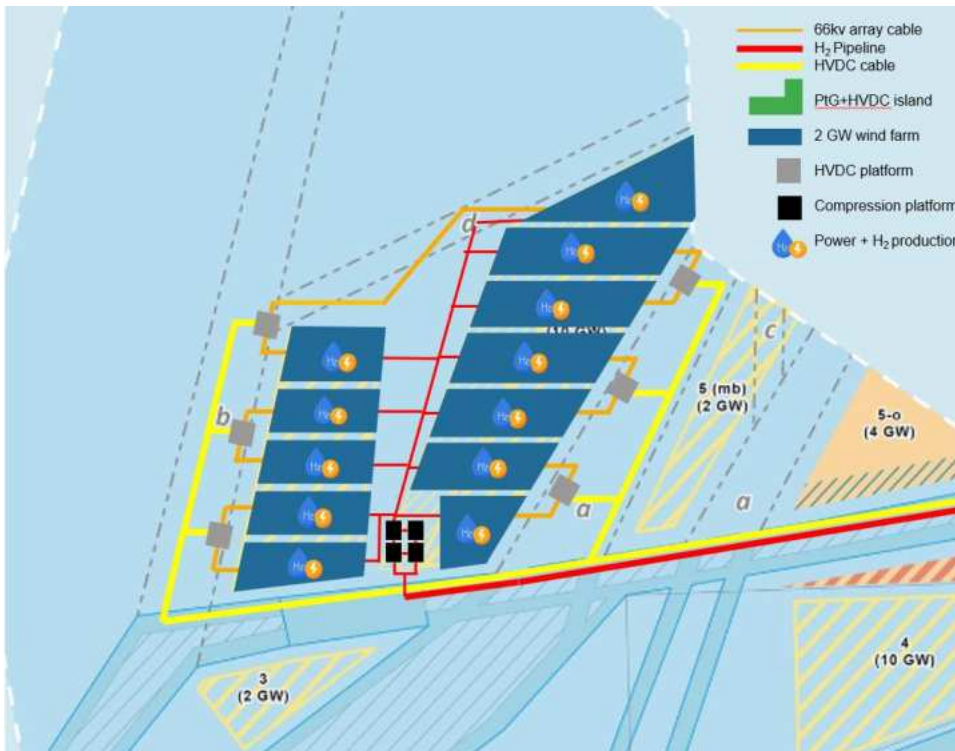 66kv array cable
H₂ Pipeline
HVDC cable
PtG+HVDC island
2 GW wind farm
HVDC platform
Compression platform
Power + H₂ production
d
b
c
5 (mb)
(2 GW)
5-o
(4 GW)
a
a
4
(10 GW)
3
(2 GW)